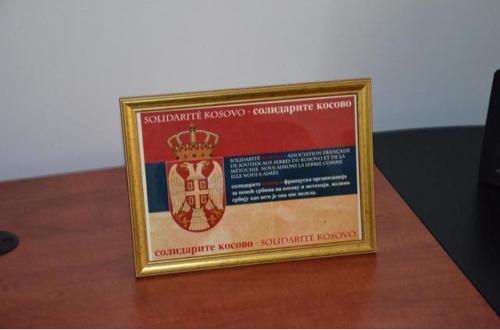 SOLIDARITÉ KOSOVO - солидарите косово
SOLIDARITÉ KOSOVO ASSOCIATION FRANÇAISE
DE SOUTIEN AUX SERBES DU KOSOVO ET DE LA
MÉTOCHIE. NOUS AIMONS LA SERBIE COMME
ELLE NOUS A AIMÉS.
солидарите косово - француска организација
за помоћ србима на косову и метохији. волимо
србију као што је она нас волела.
солидарите косово - SOLIDARITÉ KOSOVO